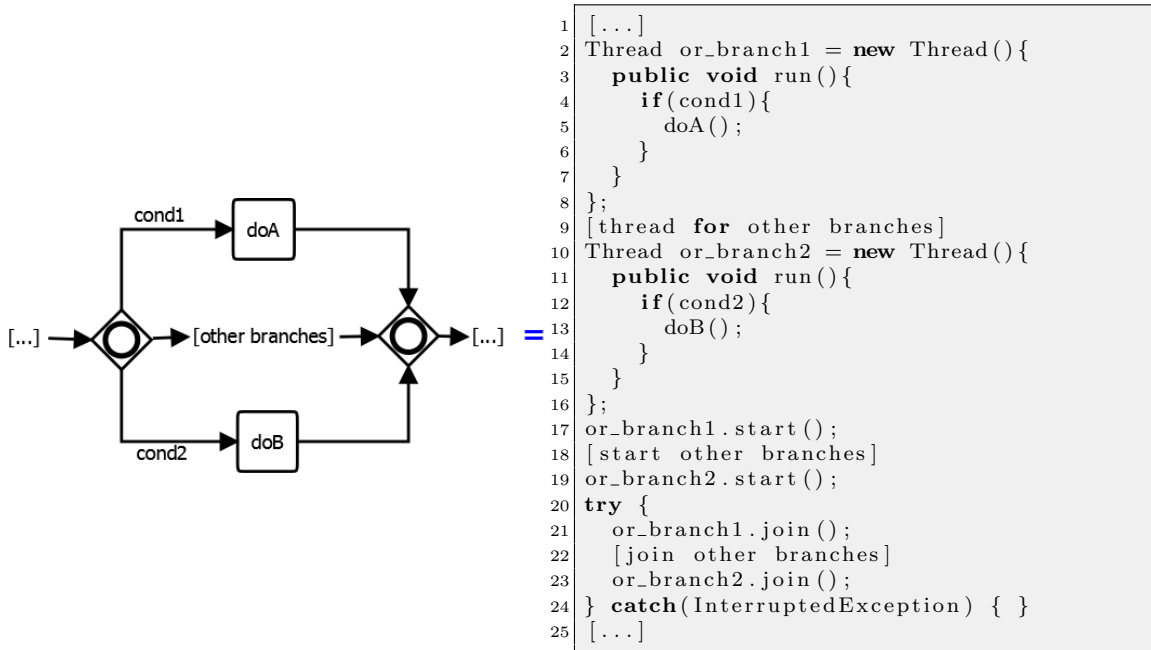 cond1
doA
[...]
[other branches]
[...]
cond2
doB
=
1 [...]
2 Thread or_branch1 = new Thread(){
3   public void run(){
4     if(cond1){
5       doA();
6     }
7   }
8 };
9 [thread for other branches]
10 Thread or_branch2 = new Thread(){
11   public void run(){
12     if(cond2){
13       doB();
14     }
15   }
16 };
17 or_branch1.start();
18 [start other branches]
19 or_branch2.start();
20 try {
21   or_branch1.join();
22   [join other branches]
23   or_branch2.join();
24 } catch(InterruptedException) { }
25 [...]